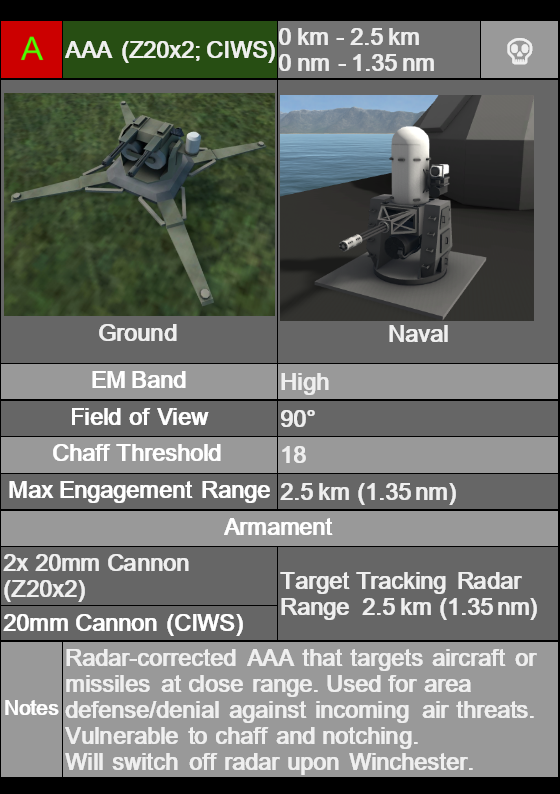 A
AAA (Z20x2; CIWS)
0 km - 2.5 km
0 nm - 1.35 nm
Ground
Naval
EM Band
High
Field of View
90°
Chaff Threshold
18
Max Engagement Range
2.5 km (1.35 nm)
Armament
2x 20mm Cannon
(Z20x2)
20mm Cannon (CIWS)
Target Tracking Radar
Range 2.5 km (1.35 nm)
Notes
Radar-corrected AAA that targets aircraft or
missiles at close range. Used for area
defense/denial against incoming air threats.
Vulnerable to chaff and notching.
Will switch off radar upon Winchester.